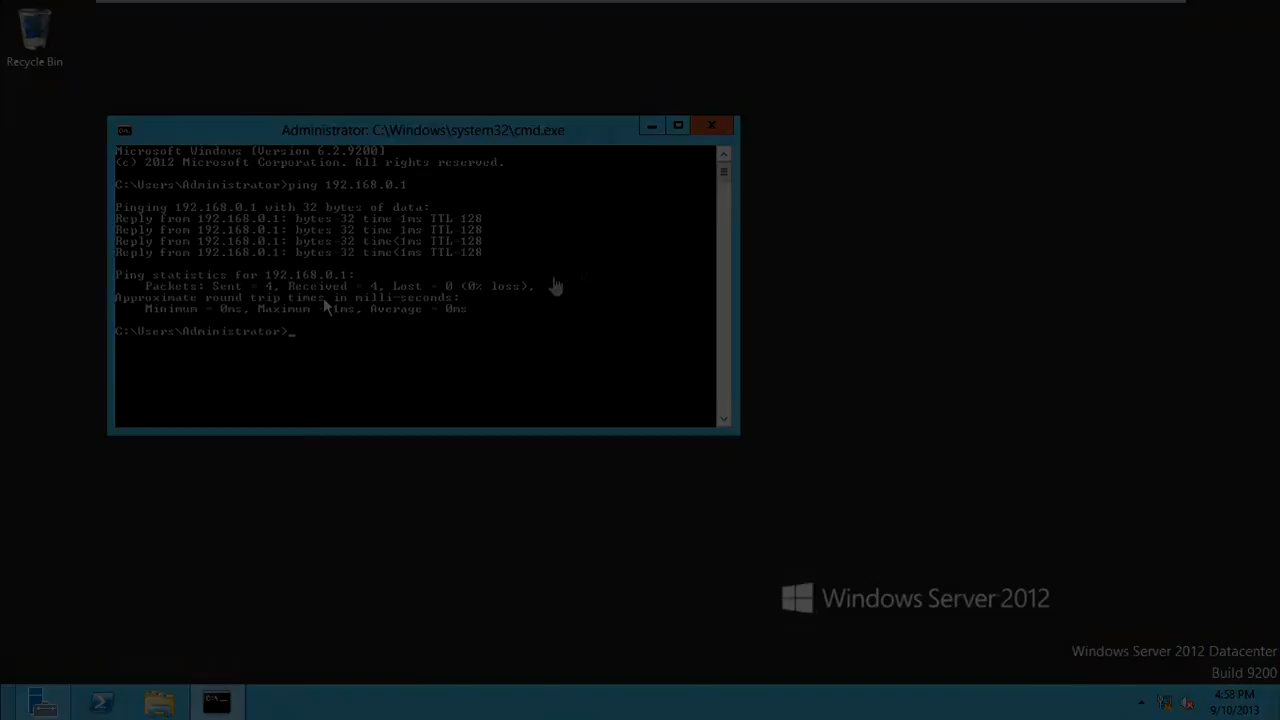 Recycle Bin
Administrator: C:\Windows\system32\cmd.exe
Microsoft Windows [Version 6.2.9200]
(c) 2012 Microsoft Corporation. All rights reserved.
C:\Users\Administrator>ping 192.168.0.1
Pinging 192.168.0.1 with 32 bytes of data:
Reply from 192.168.0.1: bytes=32 time=1ms TTL=128
Reply from 192.168.0.1: bytes=32 time=1ms TTL=128
Reply from 192.168.0.1: bytes=32 time<1ms TTL=128
Reply from 192.168.0.1: bytes=32 time<1ms TTL=128
Ping statistics for 192.168.0.1:
Packets: Sent = 4, Received = 4, Lost = 0 (0% loss),
Approximate round trip times in milli-seconds:
Minimum = 0ms, Maximum = 1ms, Average = 0ms
C:\Users\Administrator>_
Windows Server 2012
Windows Server 2012 Datacenter
Build 9200
4:58 PM
9/10/2013